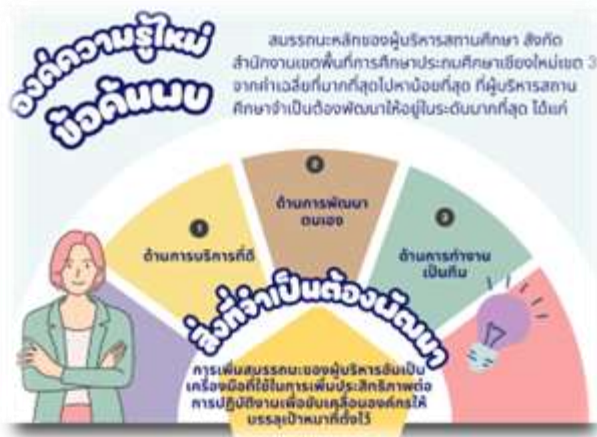 องค์ความรู้ใหม่
ข้อค้นพบ
สมรรถนะหลักของผู้บริหารสถานศึกษา สังกัด
สำนักงานเขตพื้นที่การศึกษาประถมศึกษาเชียงใหม่เขต 3
จากค่าเฉลี่ยที่มากที่สุดไปหาน้อยที่สุด ที่ผู้บริหารสถาน
ศึกษาจำเป็นต้องพัฒนาให้อยู่ในระดับมากที่สุด ได้แก่
1
ด้านการบริการที่ดี
2
ด้านการพัฒนา
ตนเอง
3
ด้านการทำงาน
เป็นทีม
สิ่งที่จำเป็นต้องพัฒนา
การเพิ่มสมรรถนะของผู้บริหารอันเป็น
เครื่องมือที่ใช้ในการเพิ่มประสิทธิภาพต่อ
การปฏิบัติงานเพื่อขับเคลื่อนองค์กรให้
บรรลุเป้าหมาที่ตั้งไว้